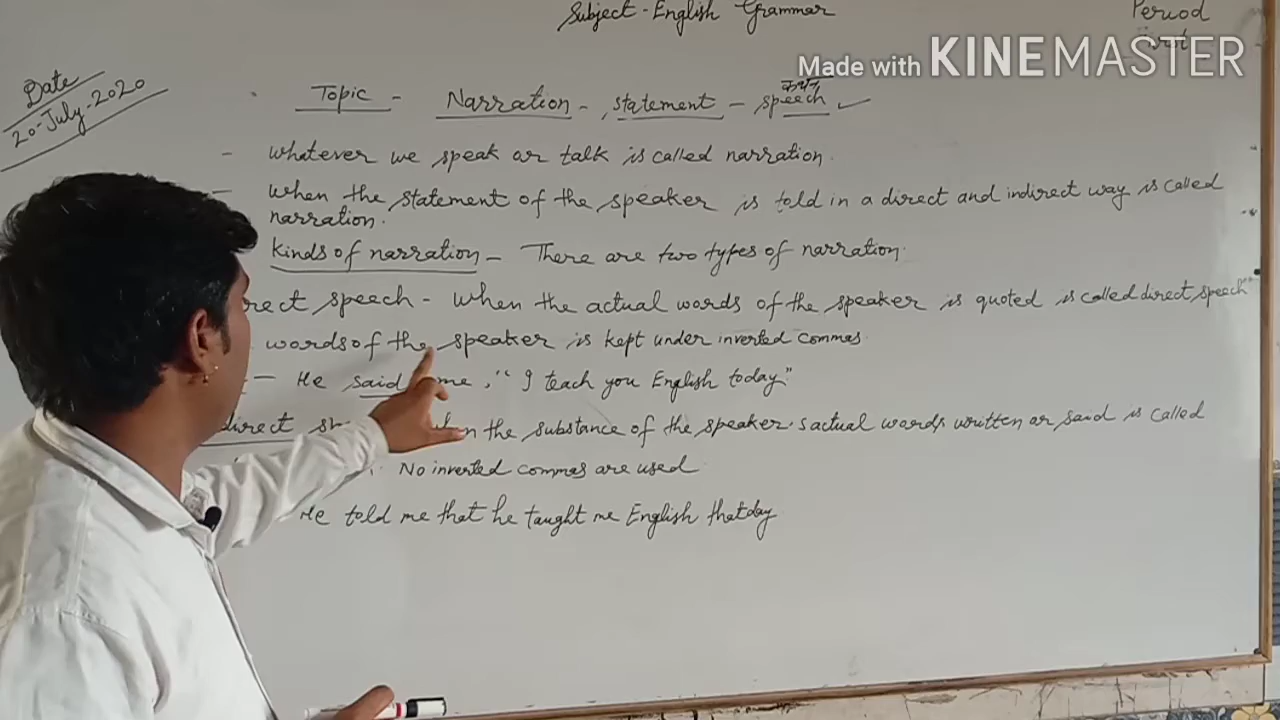 Subject - English Grammar
Period
Made with KINEMASTER
Date
20-July-2020
कथन
Topic - Narration - statement - speech
- whatever we speak or talk is called narration.
- when the statement of the speaker is told in a direct and indirect way is called
narration.
Kinds of narration - There are two types of narration.
rect speech - when the actual words of the speaker is quoted is called direct speech"
words of the speaker is kept under inverted commas.
- He said me, "I teach you English today."
direct the substance of the speaker's actual words written or said is called
No inverted commas are used
He told me that he taught me English that day